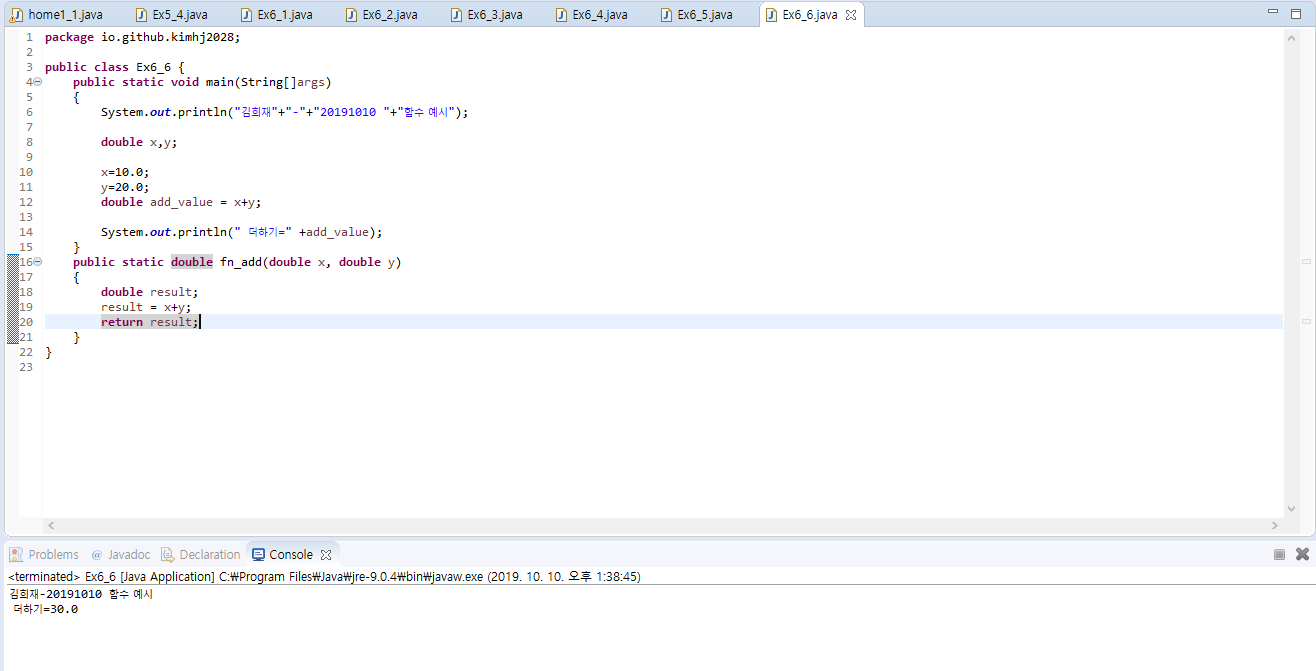 home1_1.java Ex5_4.java Ex6_1.java Ex6_2.java Ex6_3.java Ex6_4.java Ex6_5.java Ex6_6.java
1 package io.github.kimhj2028;
2
3 public class Ex6_6 {
4 public static void main(String[]args)
5 {
6 System.out.println("김희재"+"-"+"20191010 "+"함수 예시");
7
8 double x,y;
9
10 x=10.0;
11 y=20.0;
12 double add_value = x+y;
13
14 System.out.println(" 더하기=" +add_value);
15 }
16 public static double fn_add(double x, double y)
17 {
18 double result;
19 result = x+y;
20 return result;
21 }
22 }
23
Problems @ Javadoc Declaration Console
<terminated> Ex6_6 [Java Application] C:₩Program Files₩Java₩jre-9.0.4₩bin₩javaw.exe (2019. 10. 10. 오후 1:38:45)
김희재-20191010 함수 예시
 더하기=30.0